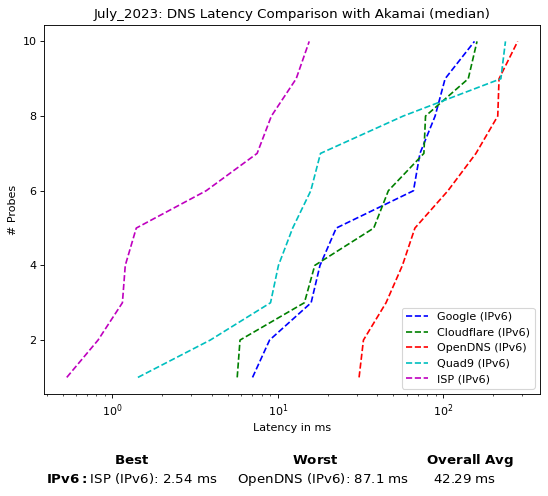 July_2023: DNS Latency Comparison with Akamai (median)
10
8
6
4
2
# Probes
10⁰
10¹
10²
Latency in ms
Google (IPv6)
Cloudflare (IPv6)
OpenDNS (IPv6)
Quad9 (IPv6)
ISP (IPv6)
Best Worst Overall Avg
IPv6: ISP (IPv6): 2.54 ms OpenDNS (IPv6): 87.1 ms 42.29 ms